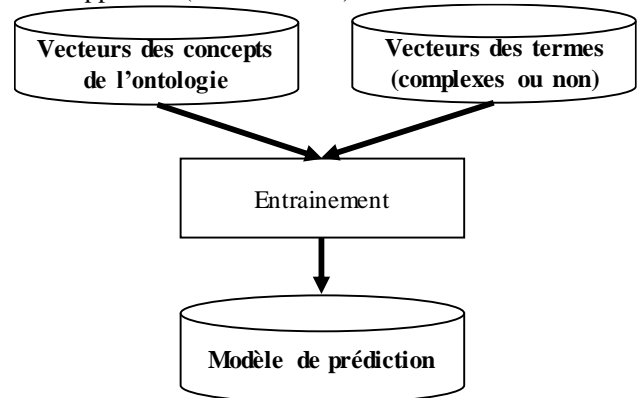 Vecteurs des concepts
de l'ontologie
Vecteurs des termes
(complexes ou non)
Entrainement
Modèle de prédiction